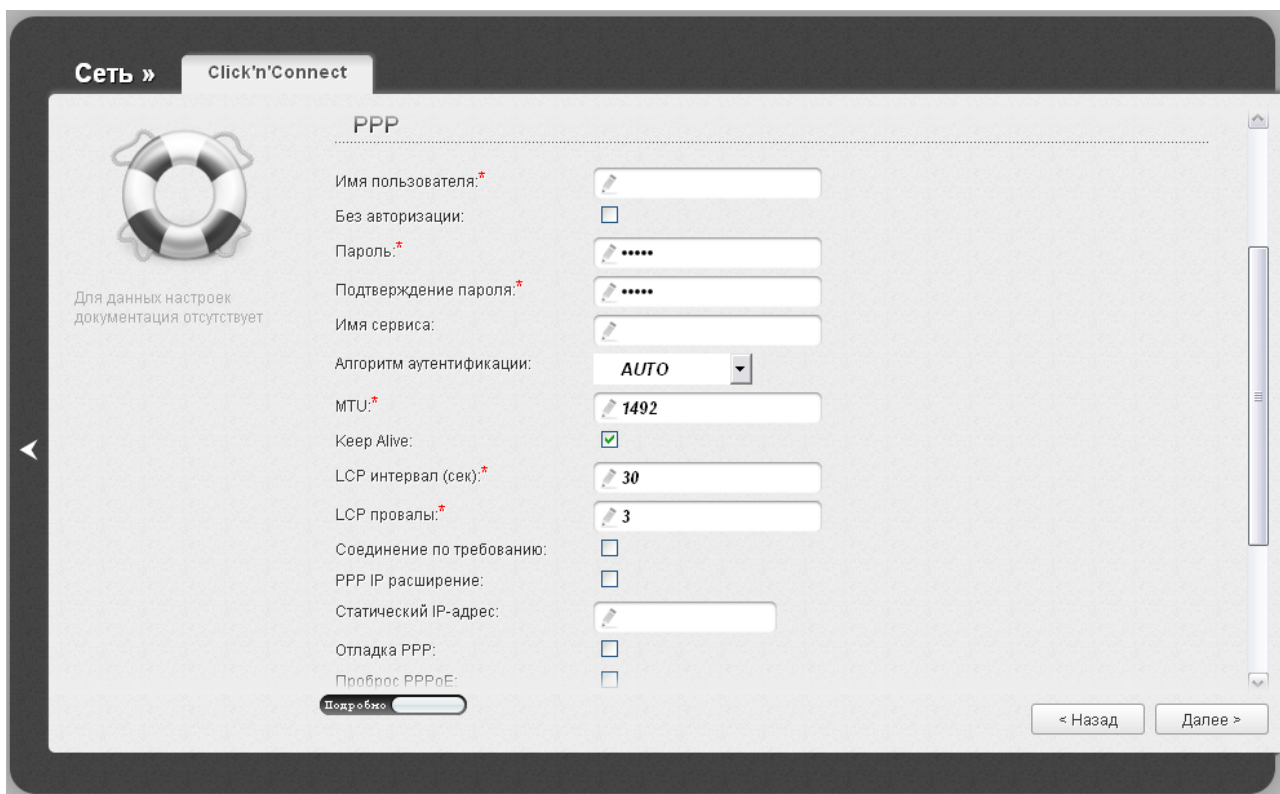 Сеть »
Click'n'Connect
Для данных настроек
документация отсутствует
PPP
Имя пользователя:*
Без авторизации:
Пароль:* •••••
Подтверждение пароля:* •••••
Имя сервиса:
Алгоритм аутентификации: AUTO
MTU:* 1492
Keep Alive:
LCP интервал (сек):* 30
LCP провалы:* 3
Соединение по требованию:
PPP IP расширение:
Статический IP-адрес:
Отладка PPP:
Проброс PPPoE:
Подробно
< Назад
Далее >